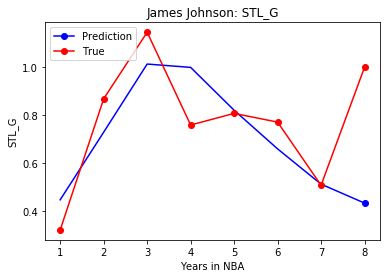 James Johnson: STL_G
Prediction
True
STL_G
1.0
0.8
0.6
0.4
1 2 3 4 5 6 7 8
Years in NBA